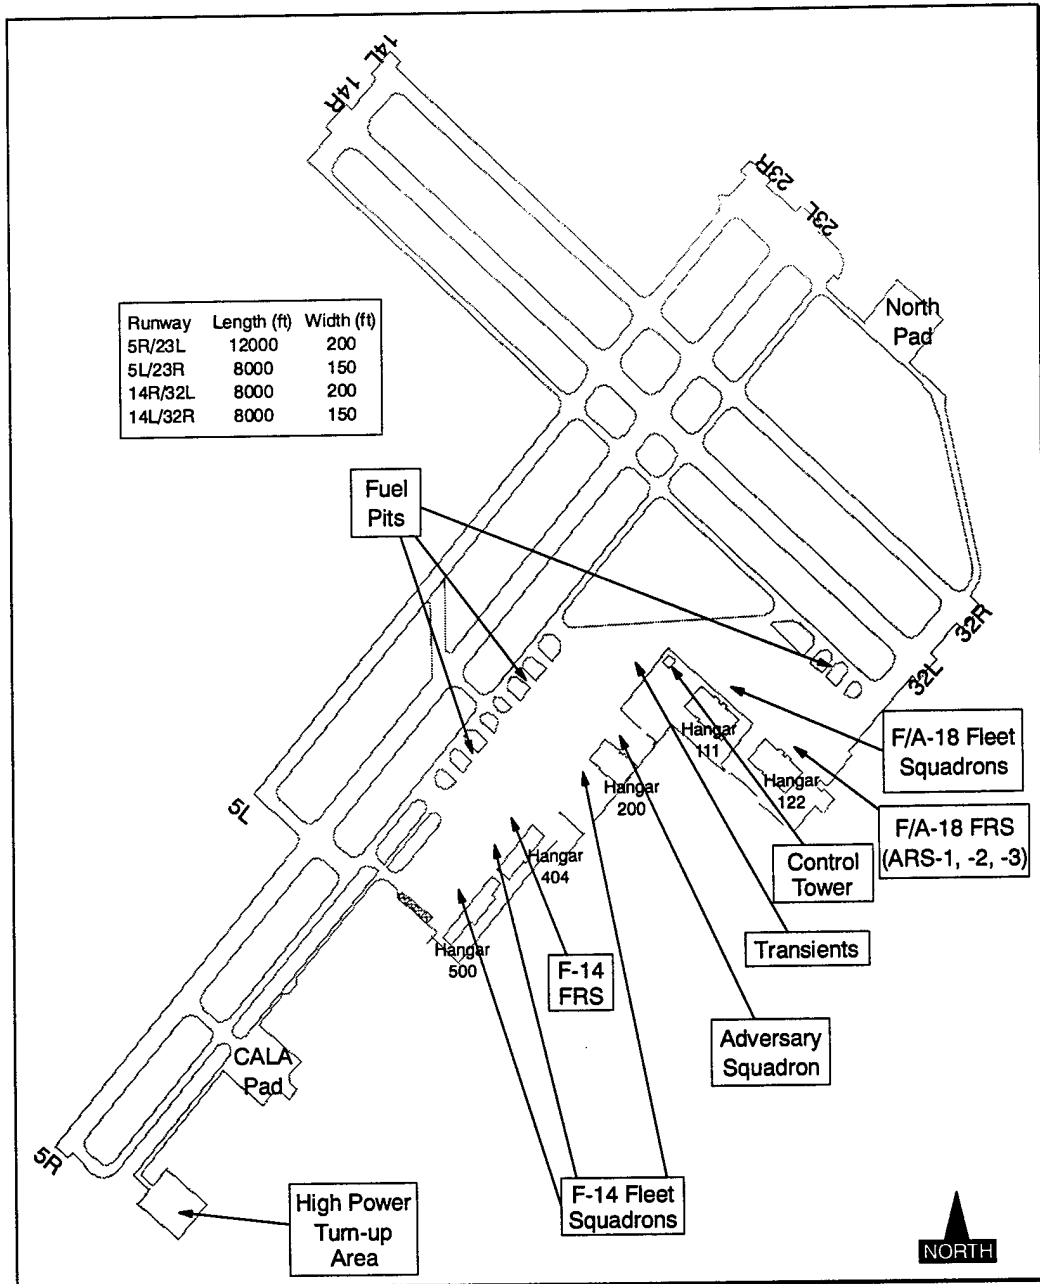 14L
14R
23R
23L
North
Pad
Runway Length (ft) Width (ft)
5R/23L 12000 200
5L/23R 8000 150
14R/32L 8000 200
14L/32R 8000 150
Fuel
Pits
32R
32L
F/A-18 Fleet
Squadrons
Hangar
111
Hangar
122
Hangar
200
5L
F/A-18 FRS
(ARS-1, -2, -3)
Control
Tower
Hangar
404
Transients
Hangar
500
F-14
FRS
Adversary
Squadron
CALA
Pad
5R
High Power
Turn-up
Area
F-14 Fleet
Squadrons
NORTH